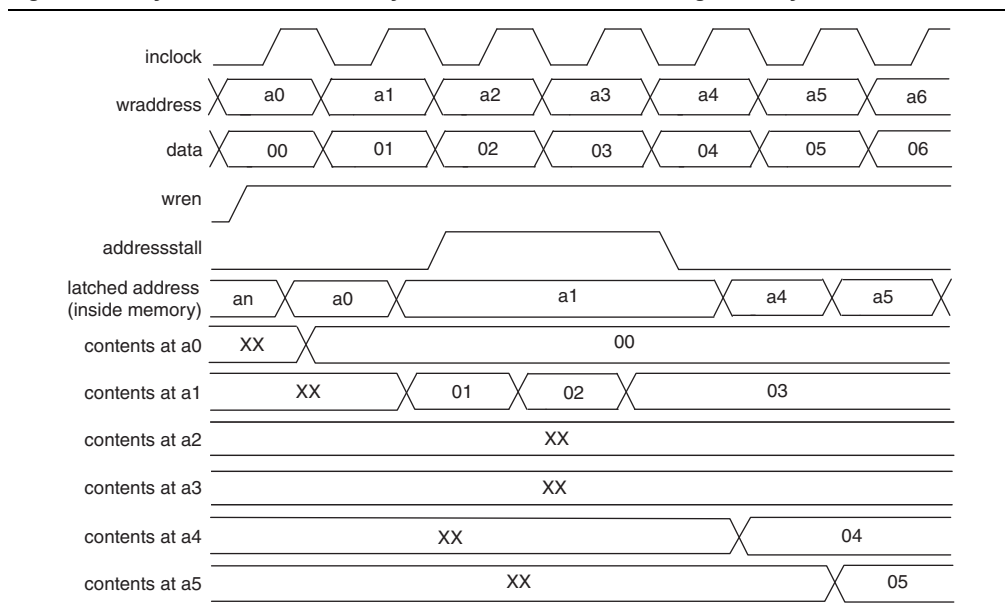 inclock
wraddress a0 a1 a2 a3 a4 a5 a6
data 00 01 02 03 04 05 06
wren
addressstall
latched address
(inside memory) an a0 a1 a4 a5
contents at a0 XX 00
contents at a1 XX 01 02 03
contents at a2 XX
contents at a3 XX
contents at a4 XX 04
contents at a5 XX 05